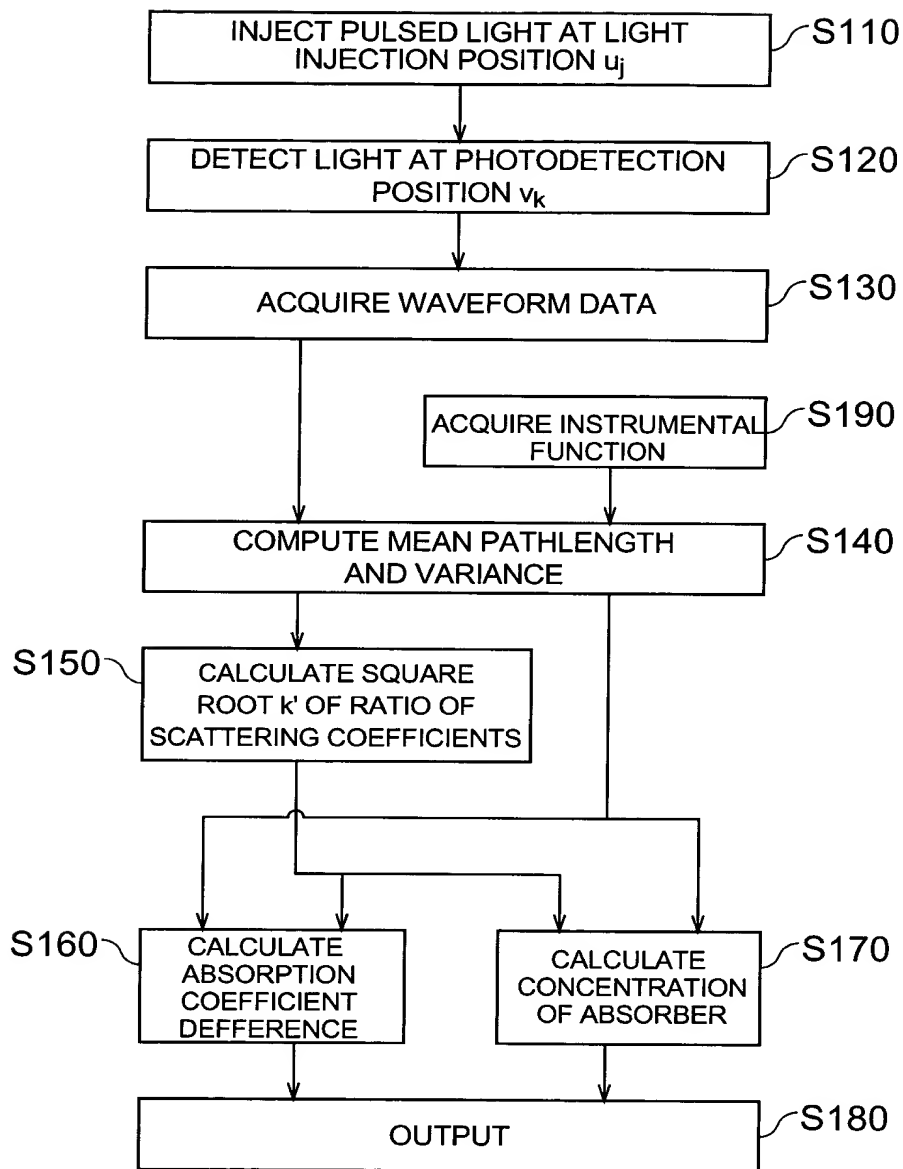 INJECT PULSED LIGHT AT LIGHT
INJECTION POSITION uj
S110
DETECT LIGHT AT PHOTODETECTION
POSITION vk
S120
ACQUIRE WAVEFORM DATA
S130
ACQUIRE INSTRUMENTAL
FUNCTION
S190
COMPUTE MEAN PATHLENGTH
AND VARIANCE
S140
S150
CALCULATE SQUARE
ROOT k' OF RATIO OF
SCATTERING COEFFICIENTS
S160
CALCULATE
ABSORPTION
COEFFICIENT
DEFFERENCE
CALCULATE
CONCENTRATION
OF ABSORBER
S170
OUTPUT
S180